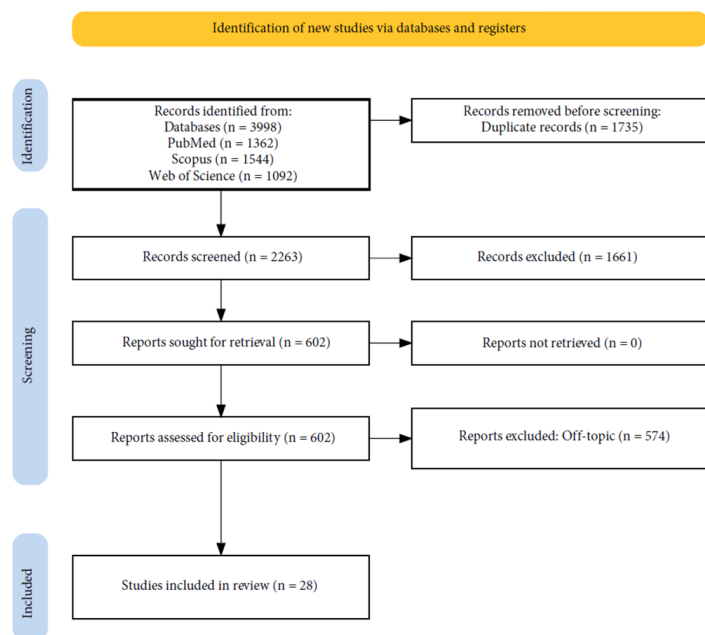 Identification of new studies via databases and registers
Identification
Records identified from:
Databases (n = 3998)
PubMed (n = 1362)
Scopus (n = 1544)
Web of Science (n = 1092)
Records removed before screening:
Duplicate records (n = 1735)
Screening
Records screened (n = 2263)
Records excluded (n = 1661)
Reports sought for retrieval (n = 602)
Reports not retrieved (n = 0)
Reports assessed for eligibility (n = 602)
Reports excluded: Off-topic (n = 574)
Included
Studies included in review (n = 28)